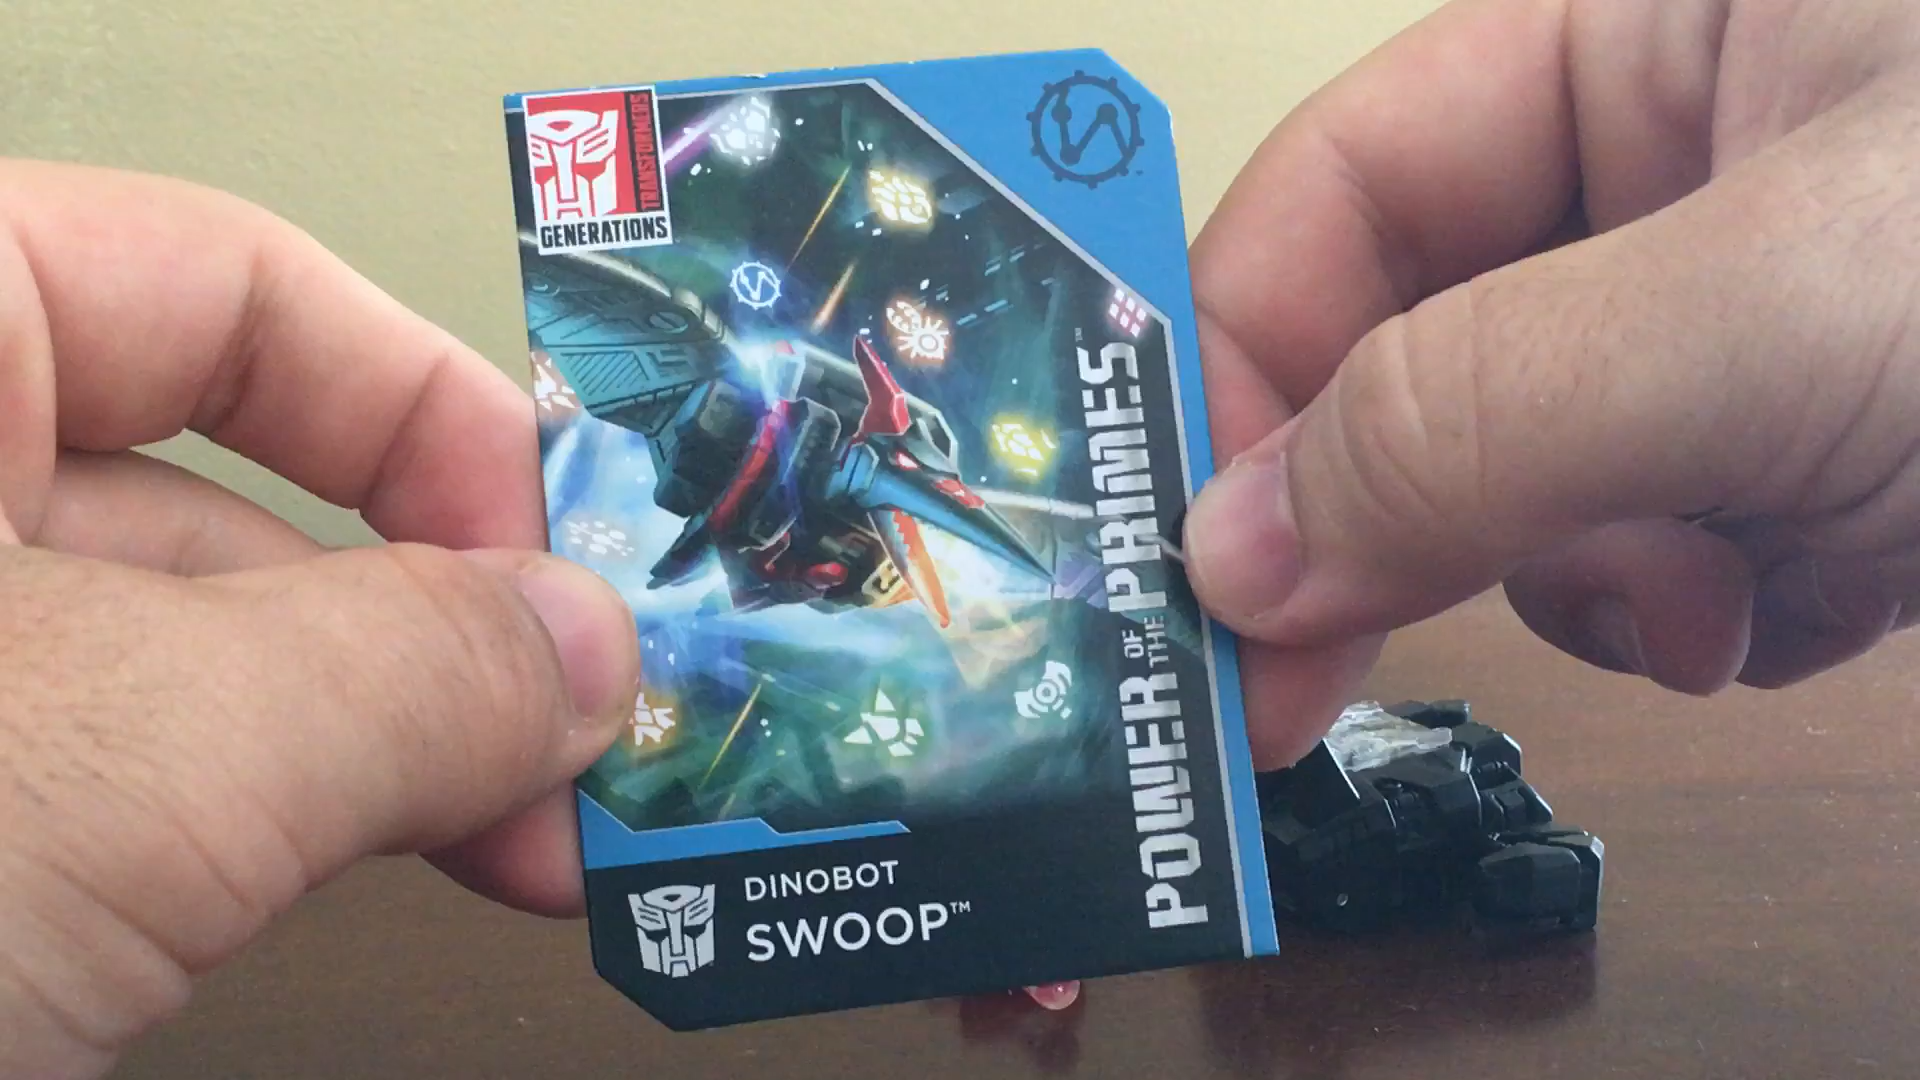 TRANSFORMERS
GENERATIONS
POWER OF THE PRIMES™
DINOBOT
SWOOP™